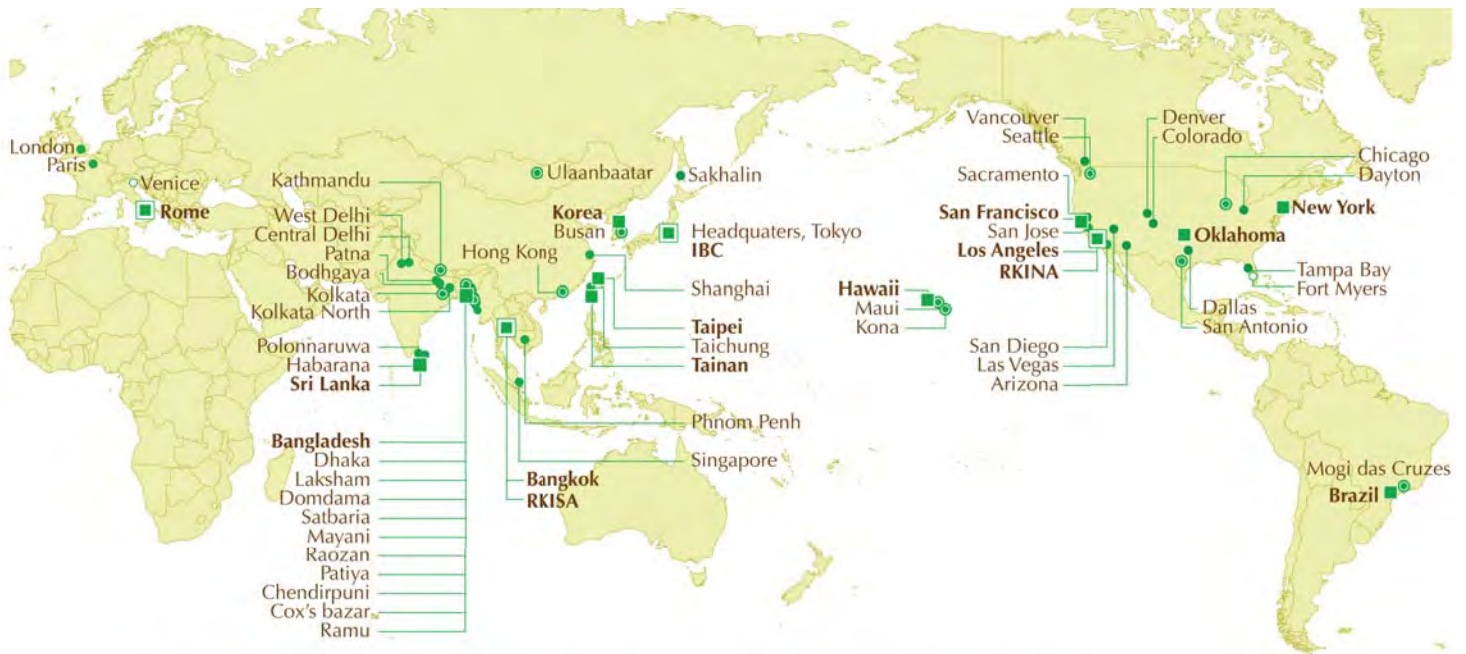 London
Paris
Venice
Rome
Kathmandu
West Delhi
Central Delhi
Patna
Bodhgaya
Kolkata
Kolkata North
Polonnaruwa
Habarana
Sri Lanka
Bangladesh
Dhaka
Laksham
Domdama
Satbaria
Mayani
Raozan
Patiya
Chendirpuni
Cox's bazar
Ramu
Ulaanbaatar
Sakhalin
Korea
Busan
Hong Kong
Headquaters, Tokyo
IBC
Shanghai
Taipei
Taichung
Tainan
Phnom Penh
Singapore
Bangkok
RKISA
Hawaii
Maui
Kona
Vancouver
Seattle
Sacramento
San Francisco
San Jose
Los Angeles
RKINA
San Diego
Las Vegas
Arizona
Denver
Colorado
Chicago
Dayton
New York
Oklahoma
Tampa Bay
Fort Myers
Dallas
San Antonio
Mogi das Cruzes
Brazil